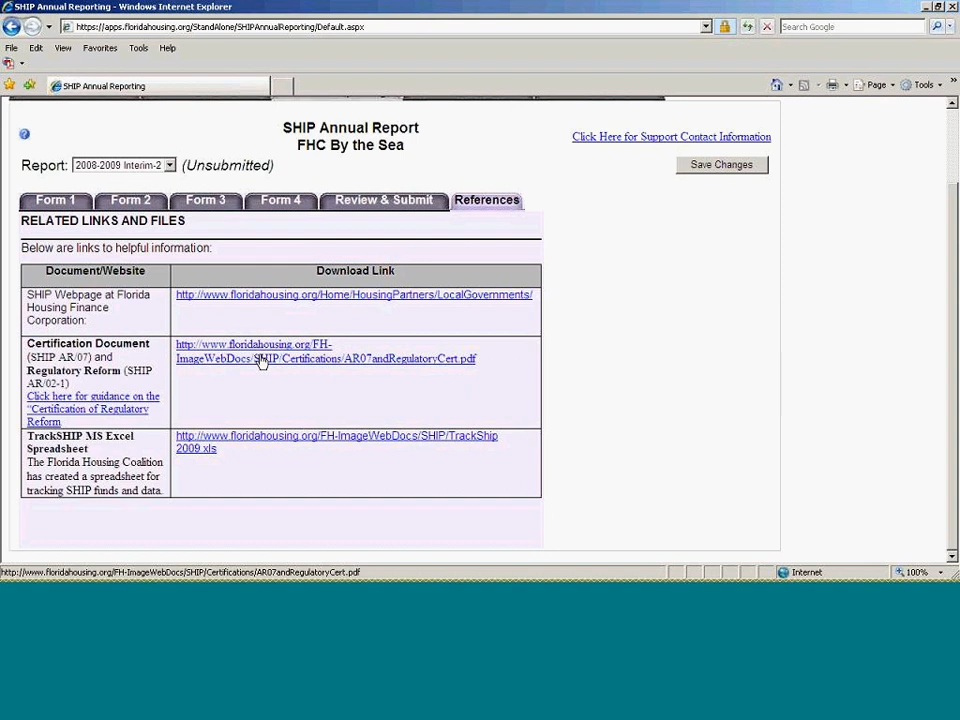 SHIP Annual Reporting - Windows Internet Explorer
https://apps.floridahousing.org/StandAlone/SHIPAnnualReporting/Default.aspx
Search Google
File Edit View Favorites Tools Help
SHIP Annual Reporting
Page Tools
SHIP Annual Report
FHC By the Sea
Click Here for Support Contact Information
Report: 2008-2009 Interim-2 (Unsubmitted)
Save Changes
Form 1 Form 2 Form 3 Form 4 Review & Submit References
RELATED LINKS AND FILES
Below are links to helpful information:
Document/Website Download Link
SHIP Webpage at Florida
Housing Finance
Corporation:
http://www.floridahousing.org/Home/HousingPartners/LocalGovernments/
Certification Document
(SHIP AR/07) and
Regulatory Reform (SHIP
AR/02-1)
Click here for guidance on the
"Certification of Regulatory
Reform
http://www.floridahousing.org/FH-
ImageWebDocs/SHIP/Certifications/AR07andRegulatoryCert.pdf
TrackSHIP MS Excel
Spreadsheet
The Florida Housing Coalition
has created a spreadsheet for
tracking SHIP funds and data.
http://www.floridahousing.org/FH-ImageWebDocs/SHIP/TrackShip
2009.xls
http://www.floridahousing.org/FH-ImageWebDocs/SHIP/Certifications/AR07andRegulatoryCert.pdf
Internet
100%